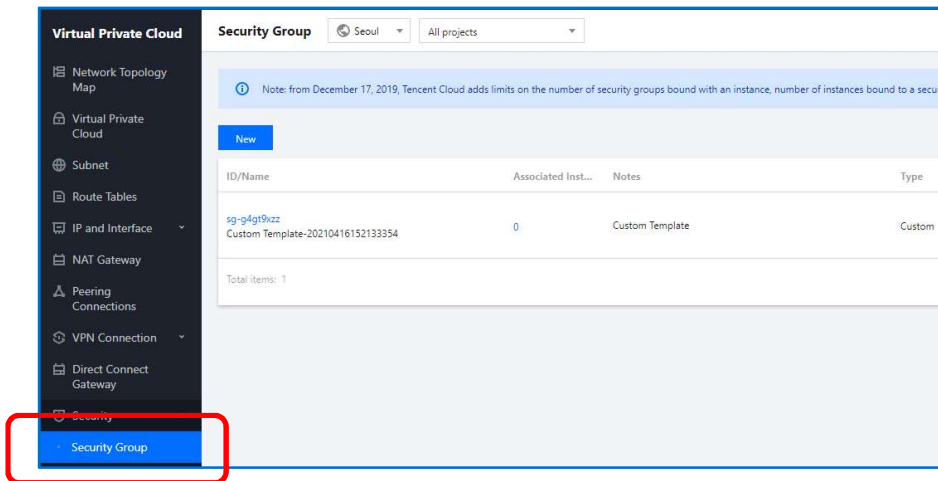 Virtual Private Cloud
Security Group
Seoul
All projects
Network Topology
Map
Note: from December 17, 2019, Tencent Cloud adds limits on the number of security groups bound with an instance, number of instances bound to a secu
Virtual Private
Cloud
New
Subnet
ID/Name
Associated Inst...
Notes
Type
Route Tables
sg-g4gt9xzz
Custom Template-20210416152133354
0
Custom Template
Custom
IP and Interface
NAT Gateway
Total items: 1
Peering
Connections
VPN Connection
Direct Connect
Gateway
Security
Security Group